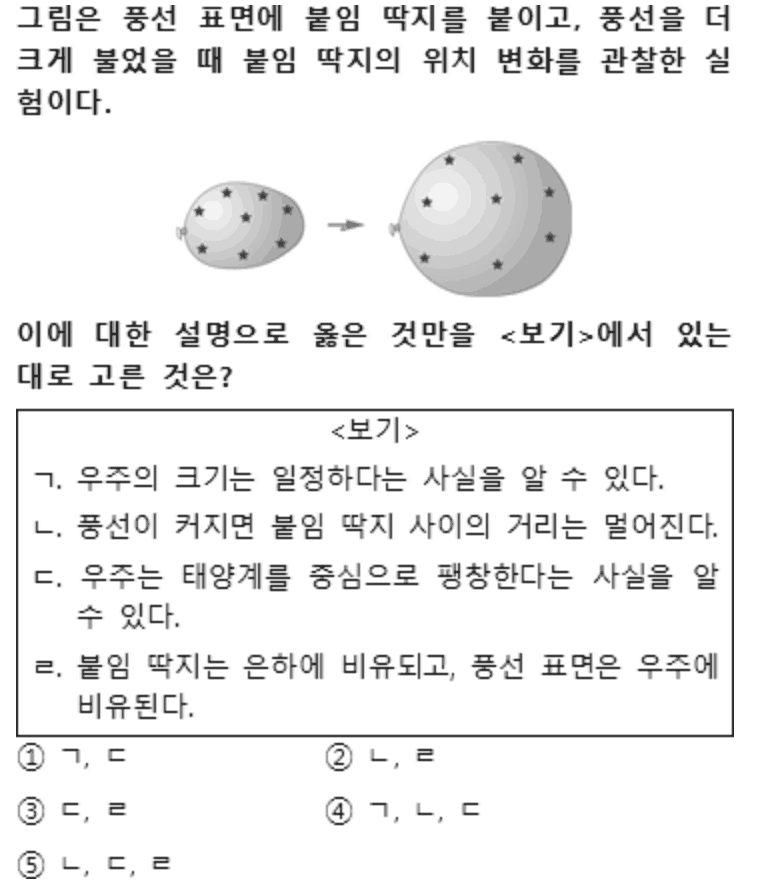 그림은 풍선 표면에 붙임 딱지를 붙이고, 풍선을 더
크게 불었을 때 붙임 딱지의 위치 변화를 관찰한 실
험이다.
이에 대한 설명으로 옳은 것만을 <보기>에서 있는
대로 고른 것은?
<보기>
ㄱ. 우주의 크기는 일정하다는 사실을 알 수 있다.
ㄴ. 풍선이 커지면 붙임 딱지 사이의 거리는 멀어진다.
ㄷ. 우주는 태양계를 중심으로 팽창한다는 사실을 알
수 있다.
ㄹ. 붙임 딱지는 은하에 비유되고, 풍선 표면은 우주에
비유된다.
① ㄱ, ㄷ ② ㄴ, ㄹ
③ ㄷ, ㄹ ④ ㄱ, ㄴ, ㄷ
⑤ ㄴ, ㄷ, ㄹ